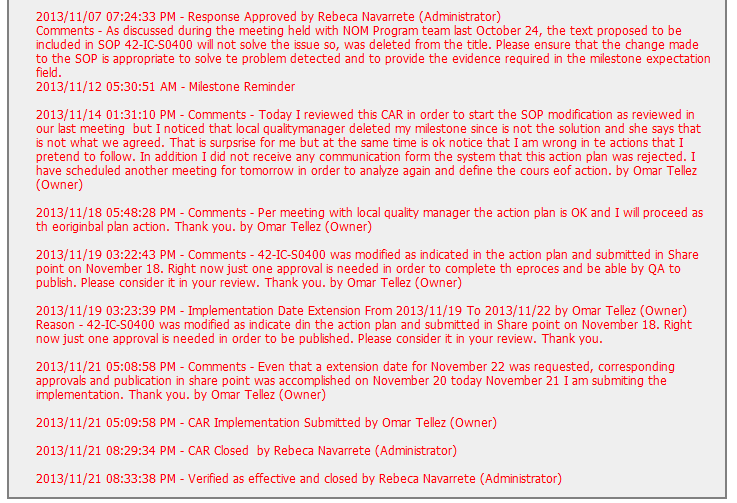 2013/11/07 07:24:33 PM - Response Approved by Rebeca Navarrete (Administrator)
Comments - As discussed during the meeting held with NOM Program team last October 24, the text proposed to be
included in SOP 42-IC-S0400 will not solve the issue so, was deleted from the title. Please ensure that the change made
to the SOP is appropriate to solve te problem detected and to provide the evidence required in the milestone expectation
field.
2013/11/12 05:30:51 AM - Milestone Reminder
2013/11/14 01:31:10 PM - Comments - Today I reviewed this CAR in order to start the SOP modification as reviewed in
our last meeting  but I noticed that local qualitymanager deleted my milestone since is not the solution and she says that
is not what we agreed. That is surpsrise for me but at the same time is ok notice that I am wrong in te actions that I
pretend to follow. In addition I did not receive any communication form the system that this action plan was rejected. I
have scheduled another meeting for tomorrow in order to analyze again and define the cours eof action. by Omar Tellez
(Owner)
2013/11/18 05:48:28 PM - Comments - Per meeting with local quality manager the action plan is OK and I will proceed as
th eoriginbal plan action. Thank you. by Omar Tellez (Owner)
2013/11/19 03:22:43 PM - Comments - 42-IC-S0400 was modified as indicated in the action plan and submitted in Share
point on November 18. Right now just one approval is needed in order to complete th eproces and be able by QA to
publish. Please consider it in your review. Thank you. by Omar Tellez (Owner)
2013/11/19 03:23:39 PM - Implementation Date Extension From 2013/11/19 To 2013/11/22 by Omar Tellez (Owner)
Reason - 42-IC-S0400 was modified as indicate din the action plan and submitted in Share point on November 18. Right
now just one approval is needed in order to be published. Please consider it in your review. Thank you.
2013/11/21 05:08:58 PM - Comments - Even that a extension date for November 22 was requested, corresponding
approvals and publication in share point was accomplished on November 20 today November 21 I am submiting the
implementation. Thank you. by Omar Tellez (Owner)
2013/11/21 05:09:58 PM - CAR Implementation Submitted by Omar Tellez (Owner)
2013/11/21 08:29:34 PM - CAR Closed  by Rebeca Navarrete (Administrator)
2013/11/21 08:33:38 PM - Verified as effective and closed by Rebeca Navarrete (Administrator)